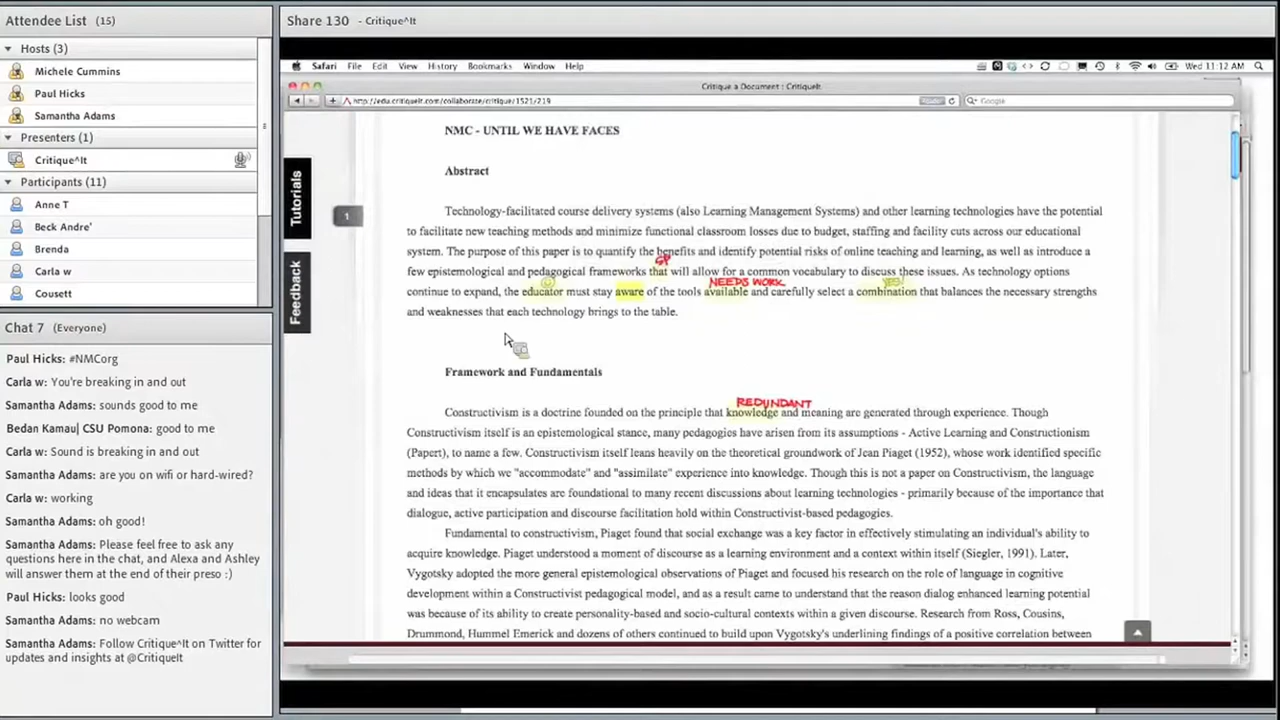 Attendee List (15)
Hosts (3)
Michele Cummins
Paul Hicks
Samantha Adams
Presenters (1)
Critique^It
Participants (11)
Anne T
Beck Andre'
Brenda
Carla w
Cousett
Chat 7 (Everyone)
Paul Hicks: #NMCorg
Carla w: You're breaking in and out
Samantha Adams: sounds good to me
Bedan Kamau| CSU Pomona: good to me
Carla w: Sound is breaking in and out
Samantha Adams: are you on wifi or hard-wired?
Carla w: working
Samantha Adams: oh good!
Samantha Adams: Please feel free to ask any
questions here in the chat, and Alexa and Ashley
will answer them at the end of their preso :)
Paul Hicks: looks good
Samantha Adams: no webcam
Samantha Adams: Follow Critique^It on Twitter for
updates and insights at @CritiqueIt
Share 130 - Critique^It
Safari File Edit View History Bookmarks Window Help Wed 11:12 AM
Critique a Document : CritiqueIt
http://edu.critiqueit.com/collaborate/critique/1521/219
Google
Tutorials
Feedback
1
NMC - UNTIL WE HAVE FACES
Abstract
Technology-facilitated course delivery systems (also Learning Management Systems) and other learning technologies have the potential
to facilitate new teaching methods and minimize functional classroom losses due to budget, staffing and facility cuts across our educational
system. The purpose of this paper is to quantify the benefits and identify potential risks of online teaching and learning, as well as introduce a
SP
few epistemological and pedagogical frameworks that will allow for a common vocabulary to discuss these issues. As technology options
NEEDS WORK YES!
continue to expand, the educator must stay aware of the tools available and carefully select a combination that balances the necessary strengths
and weaknesses that each technology brings to the table.
Framework and Fundamentals
REDUNDANT
Constructivism is a doctrine founded on the principle that knowledge and meaning are generated through experience. Though
Constructivism itself is an epistemological stance, many pedagogies have arisen from its assumptions - Active Learning and Constructionism
(Papert), to name a few. Constructivism itself leans heavily on the theoretical groundwork of Jean Piaget (1952), whose work identified specific
methods by which we "accommodate" and "assimilate" experience into knowledge. Though this is not a paper on Constructivism, the language
and ideas that it encapsulates are foundational to many recent discussions about learning technologies - primarily because of the importance that
dialogue, active participation and discourse facilitation hold within Constructivist-based pedagogies.
Fundamental to constructivism, Piaget found that social exchange was a key factor in effectively stimulating an individual's ability to
acquire knowledge. Piaget understood a moment of discourse as a learning environment and a context within itself (Siegler, 1991). Later,
Vygotsky adopted the more general epistemological observations of Piaget and focused his research on the role of language in cognitive
development within a Constructivist pedagogical model, and as a result came to understand that the reason dialog enhanced learning potential
was because of its ability to create personality-based and socio-cultural contexts within a given discourse. Research from Ross, Cousins,
Drummond, Hummel Emerick and dozens of others continued to build upon Vygotsky's underlining findings of a positive correlation between